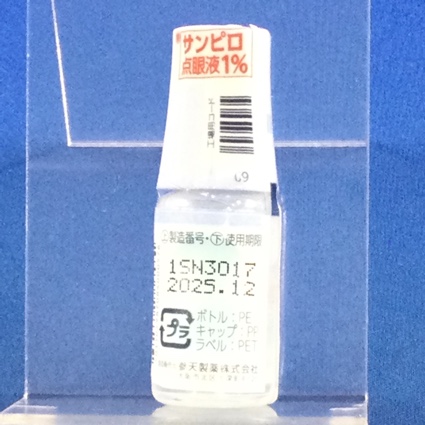 サンピロ
点眼液1%
製造番号・下使用期限
1SN3017
2025.12
プラ
ボトル:PE
キャップ:PP
ラベル:PET
参天製薬株式会社